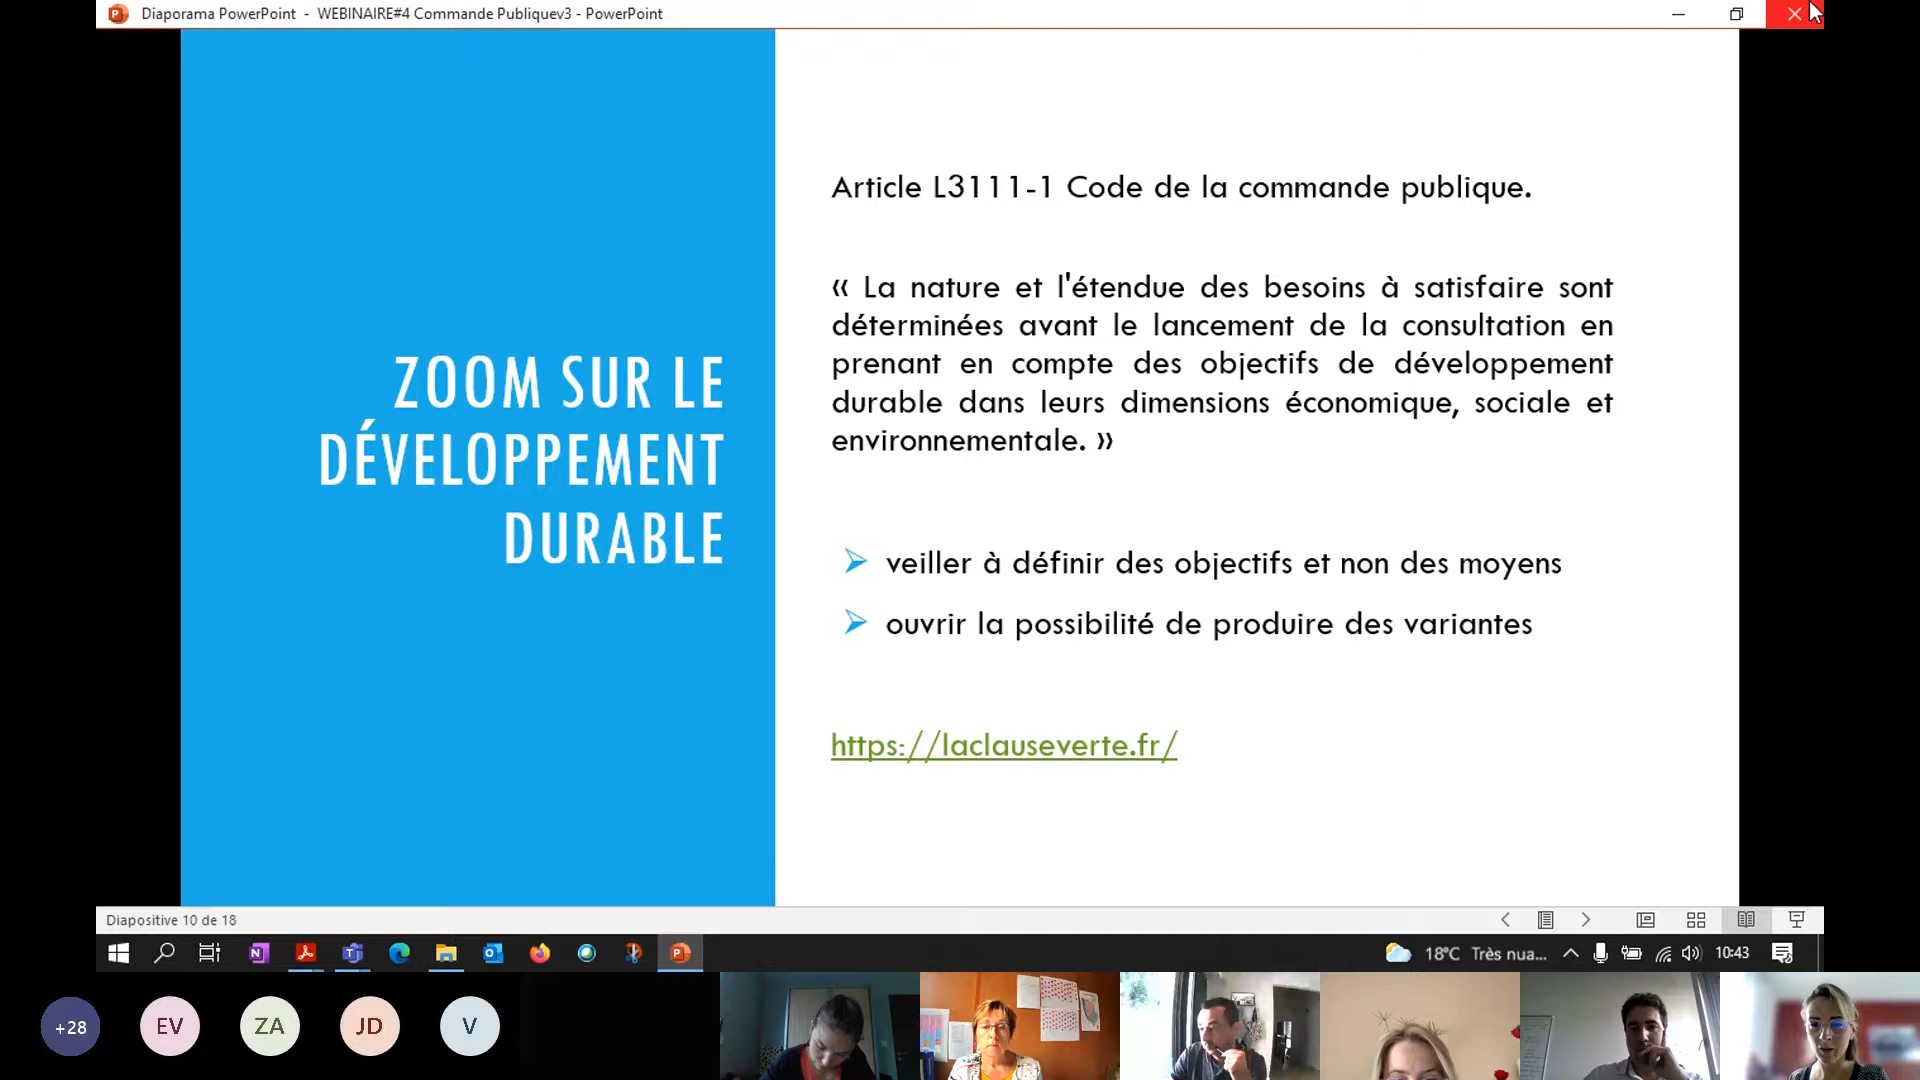 Diaporama PowerPoint - WEBINAIRE#4 Commande Publiquev3 - PowerPoint
ZOOM SUR LE
DÉVELOPPEMENT
DURABLE
Article L3111-1 Code de la commande publique.
« La nature et l'étendue des besoins à satisfaire sont
déterminées avant le lancement de la consultation en
prenant en compte des objectifs de développement
durable dans leurs dimensions économique, sociale et
environnementale. »
veiller à définir des objectifs et non des moyens
ouvrir la possibilité de produire des variantes
https://laclauseverte.fr/
Diapositive 10 de 18
18°C Très nua... 10:43
+28 EV ZA JD V